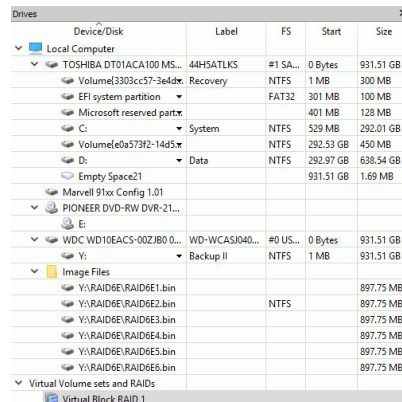 Drives
Device/Disk Label FS Start Size
Local Computer
TOSHIBA DT01ACA100 MS... 44H5ATLKS #1 SA... 0 Bytes 931.51 GB
Volume{3303cc57-3e4d... Recovery NTFS 1 MB 300 MB
EFI system partition FAT32 301 MB 100 MB
Microsoft reserved part... 401 MB 128 MB
C: System NTFS 529 MB 292.01 GB
Volume{e0a573f2-14d5... NTFS 292.53 GB 450 MB
D: Data NTFS 292.97 GB 638.54 GB
Empty Space21 931.51 GB 1.69 MB
Marvell 91xx Config 1.01
PIONEER DVD-RW DVR-21...
E:
WDC WD10EACS-00ZJB0 0... WD-WCASJ040... #0 US... 0 Bytes 931.51 GB
Y: Backup II NTFS 1 MB 931.51 GB
Image Files
Y:\RAID6E\RAID6E1.bin 897.75 MB
Y:\RAID6E\RAID6E2.bin NTFS 897.75 MB
Y:\RAID6E\RAID6E3.bin 897.75 MB
Y:\RAID6E\RAID6E4.bin 897.75 MB
Y:\RAID6E\RAID6E5.bin 897.75 MB
Y:\RAID6E\RAID6E6.bin 897.75 MB
Virtual Volume sets and RAIDs
Virtual Block RAID 1